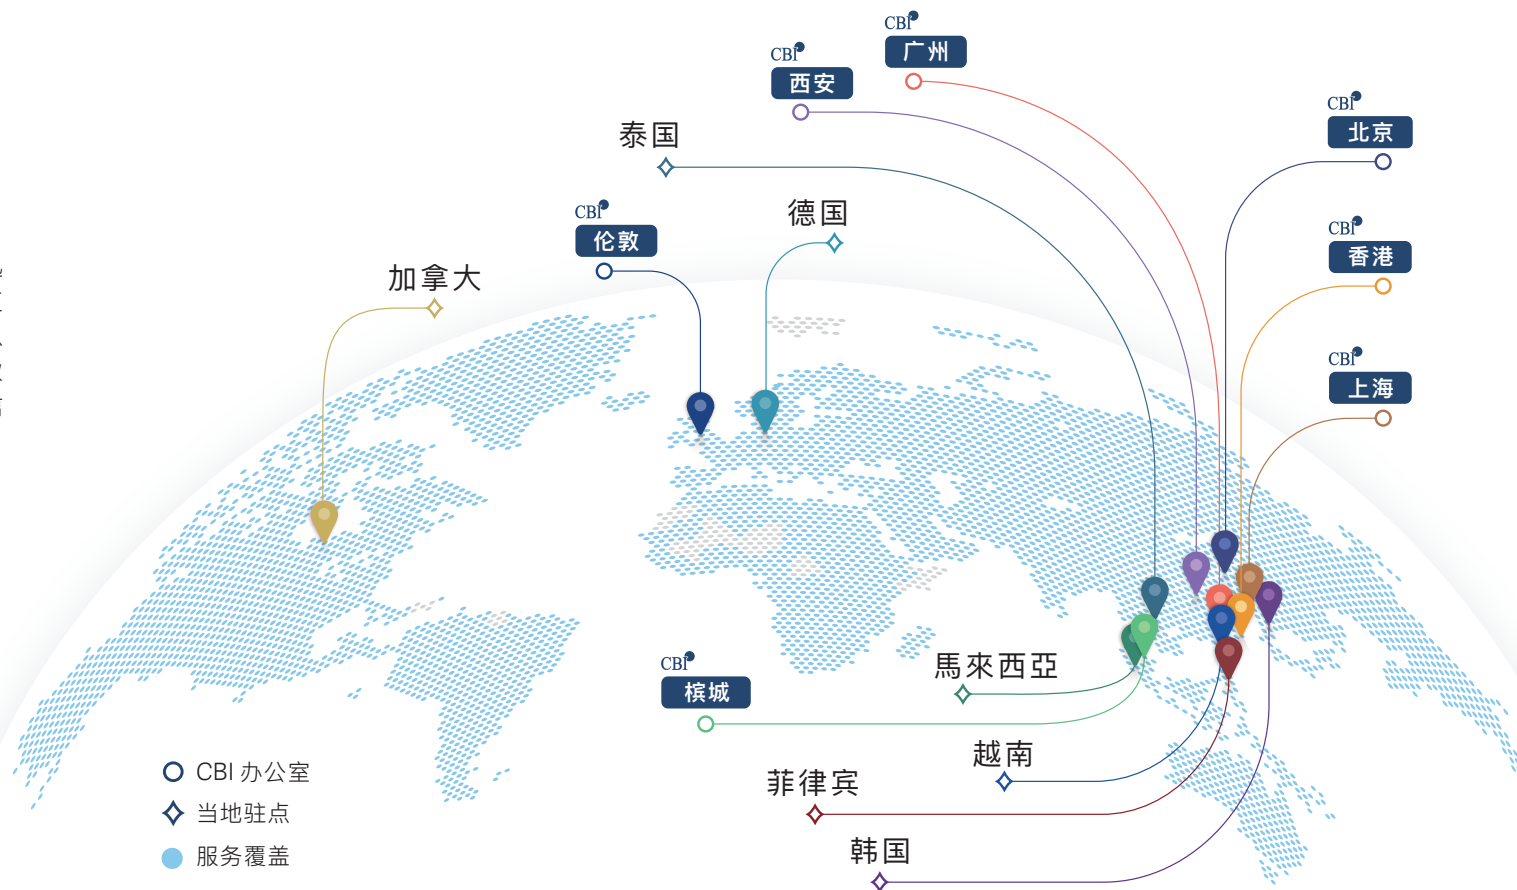 CBI
广州
CBI
西安
CBI
北京
泰国
CBI
伦敦
德国
CBI
香港
加拿大
CBI
上海
馬來西亞
CBI
槟城
越南
菲律宾
韩国
CBI 办公室
当地驻点
服务覆盖